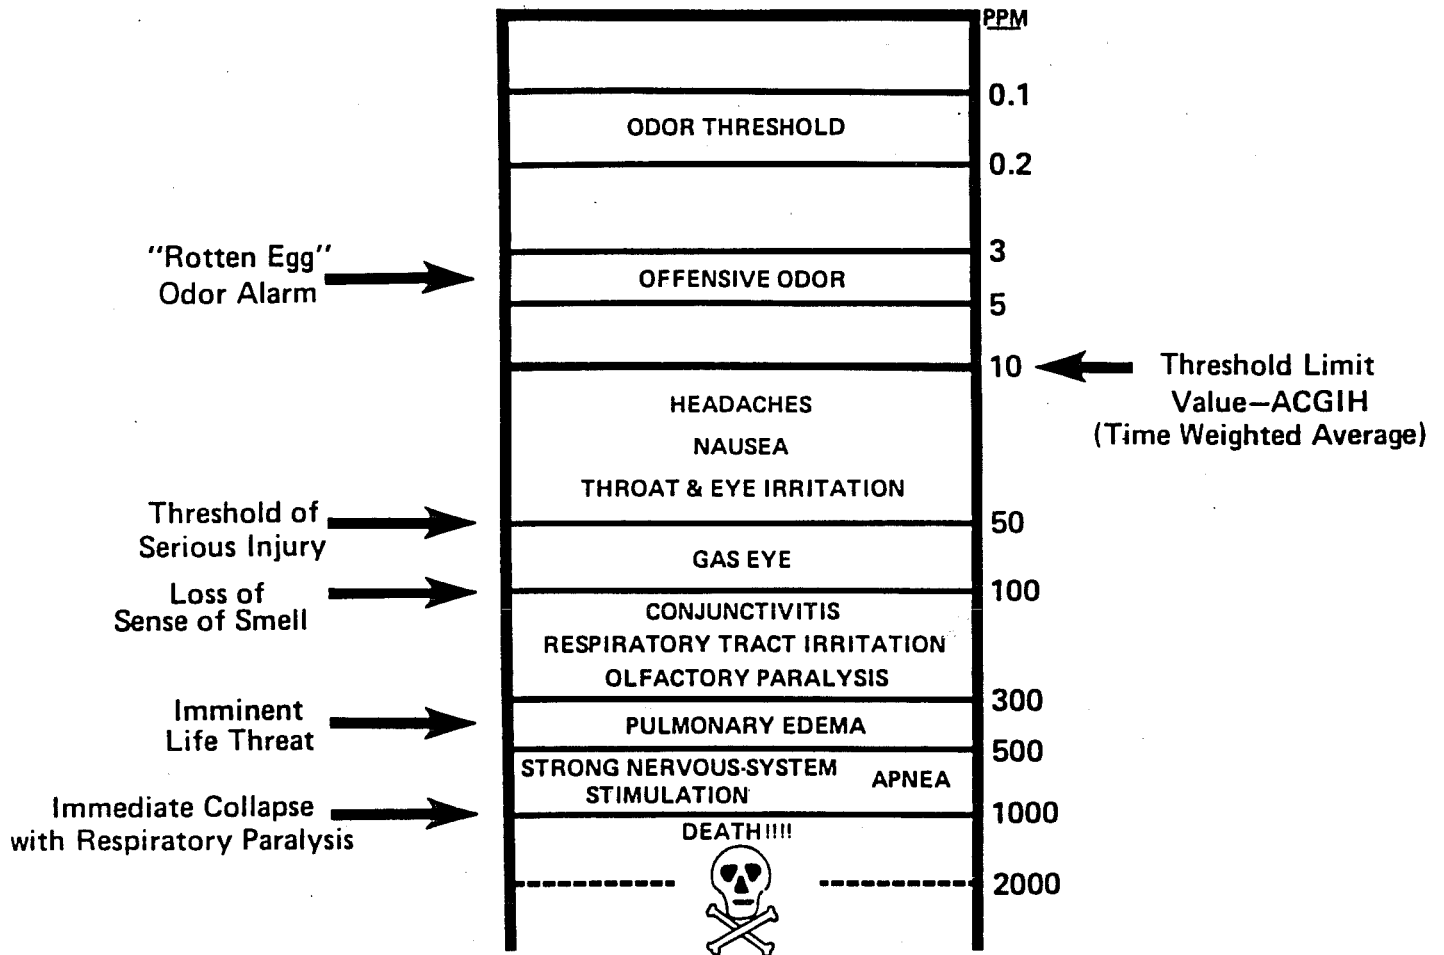 PPM
0.1
ODOR THRESHOLD
0.2
3
"Rotten Egg"
Odor Alarm
OFFENSIVE ODOR
5
10
Threshold Limit
Value—ACGIH
(Time Weighted Average)
HEADACHES
NAUSEA
THROAT & EYE IRRITATION
Threshold of
Serious Injury
50
GAS EYE
Loss of
Sense of Smell
100
CONJUNCTIVITIS
RESPIRATORY TRACT IRRITATION
OLFACTORY PARALYSIS
300
Imminent
Life Threat
PULMONARY EDEMA
500
STRONG NERVOUS-SYSTEM
STIMULATION
APNEA
Immediate Collapse
with Respiratory Paralysis
1000
DEATH!!!!
2000